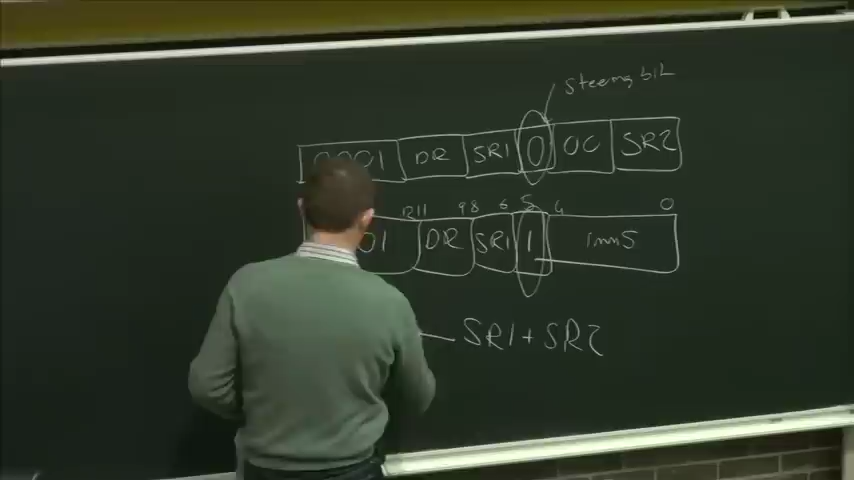 Steering bit
0001 DR SR1 0 00 SR2
12 11 9 8 6 5 4 0
01 DR SR1 1 imm5
SR1 + SR2